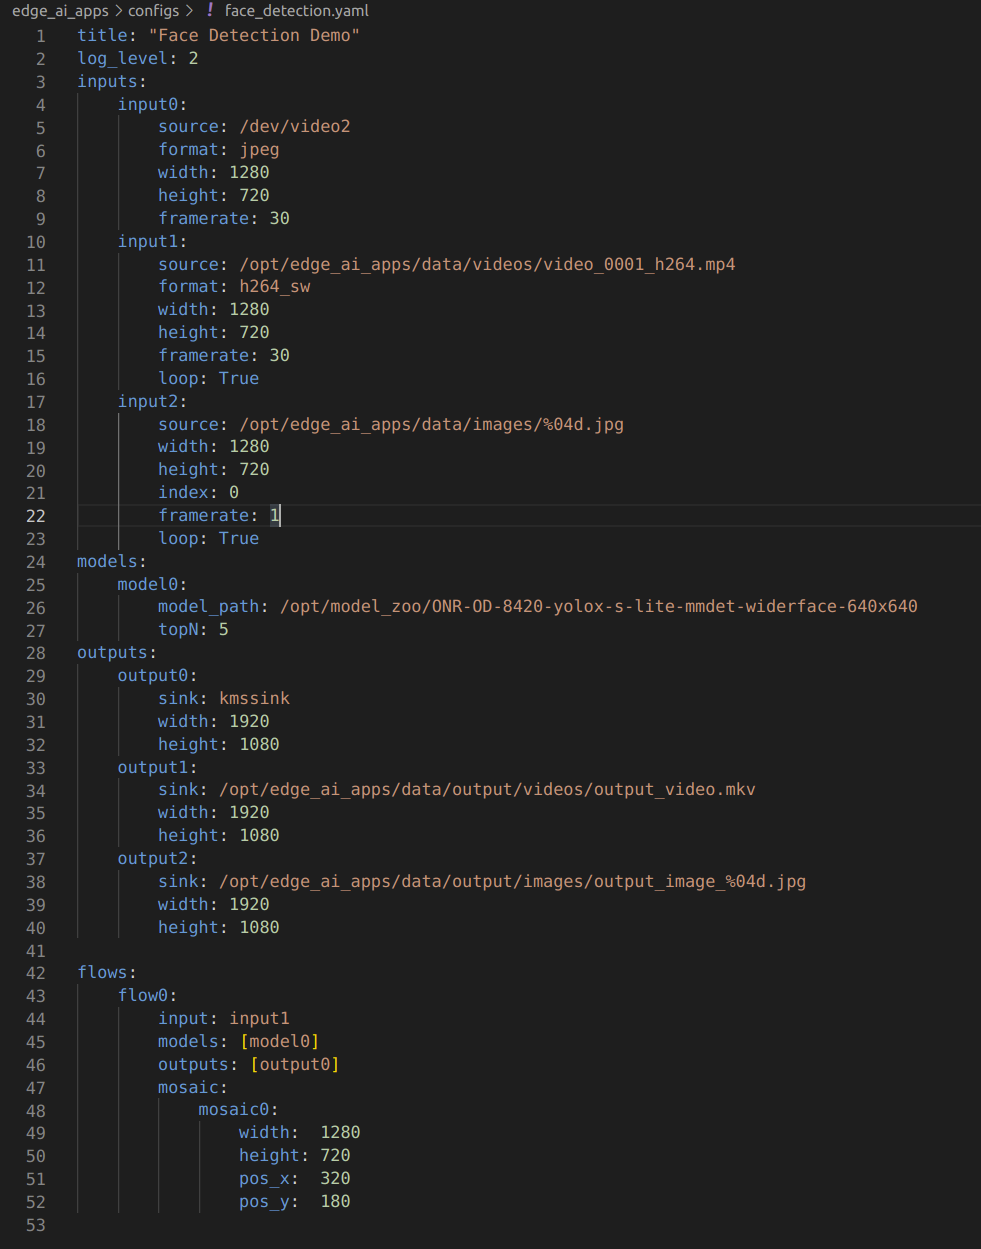 edge_ai_apps > configs > ! face_detection.yaml
1 title: "Face Detection Demo"
2 log_level: 2
3 inputs:
4     input0:
5         source: /dev/video2
6         format: jpeg
7         width: 1280
8         height: 720
9         framerate: 30
10     input1:
11         source: /opt/edge_ai_apps/data/videos/video_0001_h264.mp4
12         format: h264_sw
13         width: 1280
14         height: 720
15         framerate: 30
16         loop: True
17     input2:
18         source: /opt/edge_ai_apps/data/images/%04d.jpg
19         width: 1280
20         height: 720
21         index: 0
22         framerate: 1
23         loop: True
24 models:
25     model0:
26         model_path: /opt/model_zoo/ONR-OD-8420-yolox-s-lite-mmdet-widerface-640x640
27         topN: 5
28 outputs:
29     output0:
30         sink: kmssink
31         width: 1920
32         height: 1080
33     output1:
34         sink: /opt/edge_ai_apps/data/output/videos/output_video.mkv
35         width: 1920
36         height: 1080
37     output2:
38         sink: /opt/edge_ai_apps/data/output/images/output_image_%04d.jpg
39         width: 1920
40         height: 1080
41
42 flows:
43     flow0:
44         input: input1
45         models: [model0]
46         outputs: [output0]
47         mosaic:
48             mosaic0:
49                 width:  1280
50                 height: 720
51                 pos_x:  320
52                 pos_y:  180
53